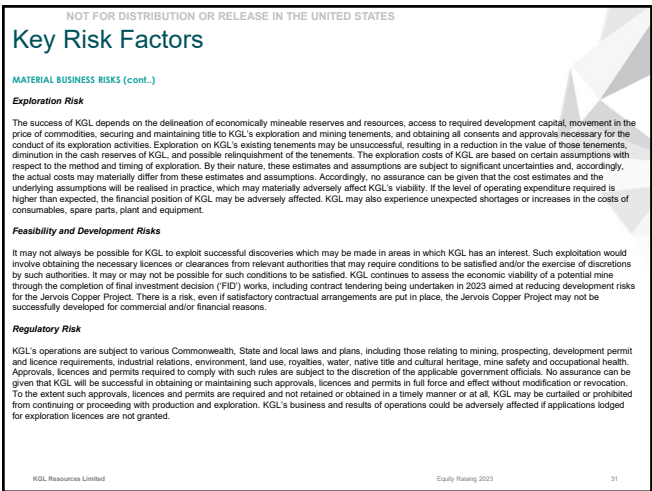 NOT FOR DISTRIBUTION OR RELEASE IN THE UNITED STATES
Key Risk Factors
MATERIAL BUSINESS RISKS (cont..)
Exploration Risk
The success of KGL depends on the delineation of economically mineable reserves and resources, access to required development capital, movement in the
price of commodities, securing and maintaining title to KGL's exploration and mining tenements, and obtaining all consents and approvals necessary for the
conduct of its exploration activities. Exploration on KGL's existing tenements may be unsuccessful, resulting in a reduction in the value of those tenements,
diminution in the cash reserves of KGL, and possible relinquishment of the tenements. The exploration costs of KGL are based on certain assumptions with
respect to the method and timing of exploration. By their nature, these estimates and assumptions are subject to significant uncertainties and, accordingly,
the actual costs may materially differ from these estimates and assumptions. Accordingly, no assurance can be given that the cost estimates and the
underlying assumptions will be realised in practice, which may materially adversely affect KGL's viability. If the level of operating expenditure required is
higher than expected, the financial position of KGL may be adversely affected. KGL may also experience unexpected shortages or increases in the costs of
consumables, spare parts, plant and equipment.
Feasibility and Development Risks
It may not always be possible for KGL to exploit successful discoveries which may be made in areas in which KGL has an interest. Such exploitation would
involve obtaining the necessary licences or clearances from relevant authorities that may require conditions to be satisfied and/or the exercise of discretions
by such authorities. It may or may not be possible for such conditions to be satisfied. KGL continues to assess the economic viability of a potential mine
through the completion of final investment decision ('FID') works, including contract tendering being undertaken in 2023 aimed at reducing development risks
for the Jervois Copper Project. There is a risk, even if satisfactory contractual arrangements are put in place, the Jervois Copper Project may not be
successfully developed for commercial and/or financial reasons.
Regulatory Risk
KGL's operations are subject to various Commonwealth, State and local laws and plans, including those relating to mining, prospecting, development permit
and licence requirements, industrial relations, environment, land use, royalties, water, native title and cultural heritage, mine safety and occupational health.
Approvals, licences and permits required to comply with such rules are subject to the discretion of the applicable government officials. No assurance can be
given that KGL will be successful in obtaining or maintaining such approvals, licences and permits in full force and effect without modification or revocation.
To the extent such approvals, licences and permits are required and not retained or obtained in a timely manner or at all, KGL may be curtailed or prohibited
from continuing or proceeding with production and exploration. KGL's business and results of operations could be adversely affected if applications lodged
for exploration licences are not granted.
KGL Resources Limited
Equity Raising 2023
31